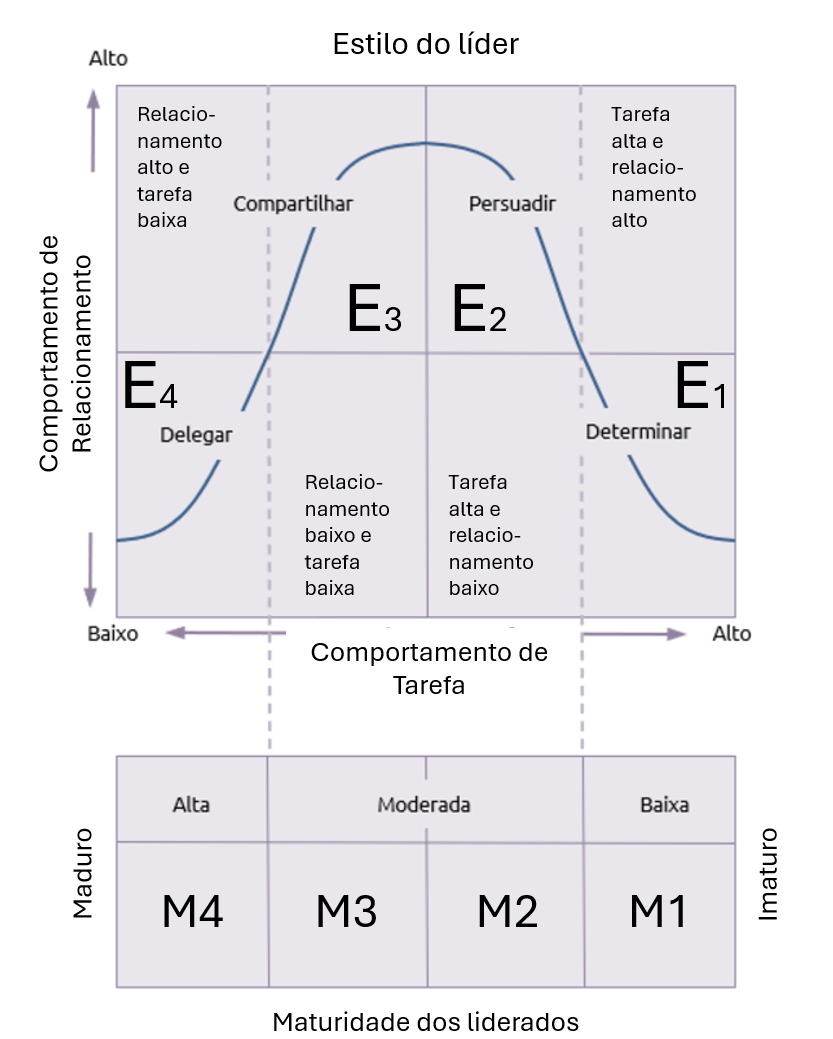 Estilo do líder
Alto
Relacio-
namento
alto e
tarefa
baixa
Tarefa
alta e
relacio-
namento
alto
Compartilhar
Persuadir
Comportamento de
Relacionamento
E3
E2
E4
E1
Delegar
Determinar
Relacio-
namento
baixo e
tarefa
baixa
Tarefa
alta e
relacio-
namento
baixo
Baixo
Alto
Comportamento de
Tarefa
Alta
Moderada
Baixa
Maduro
M4
M3
M2
M1
Imaturo
Maturidade dos liderados